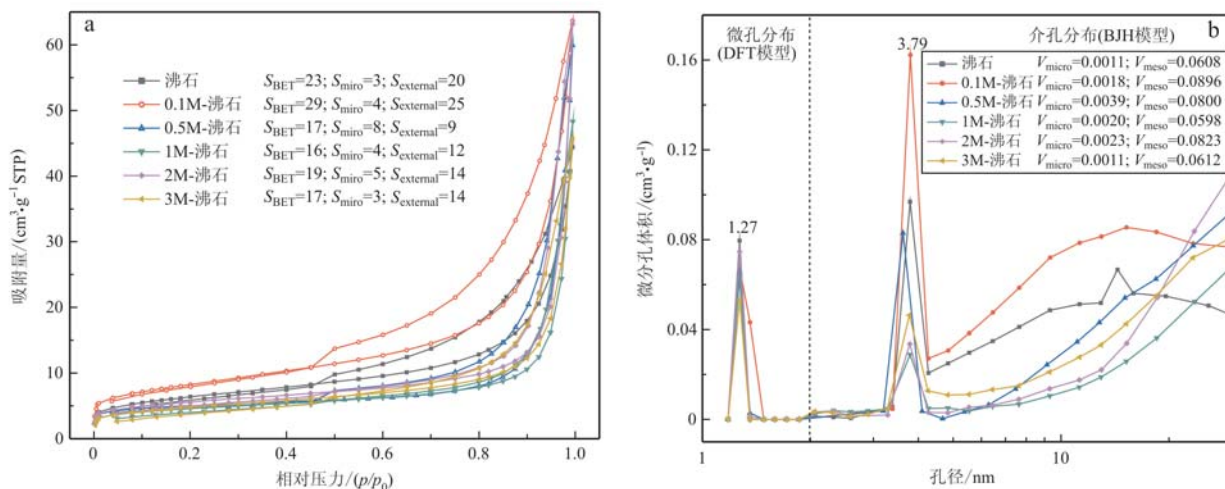 a
60
50
40
30
20
10
0
吸附量/(cm³•g⁻¹ STP)
沸石 S_BET=23; S_miro=3; S_external=20
0.1M-沸石 S_BET=29; S_miro=4; S_external=25
0.5M-沸石 S_BET=17; S_miro=8; S_external=9
1M-沸石 S_BET=16; S_miro=4; S_external=12
2M-沸石 S_BET=19; S_miro=5; S_external=14
3M-沸石 S_BET=17; S_miro=3; S_external=14
0 0.2 0.4 0.6 0.8 1.0
相对压力/(p/p₀)
b
0.16
0.12
0.08
0.04
0
微分孔体积/(cm³•g⁻¹)
微孔分布
(DFT模型)
3.79
介孔分布(BJH模型)
沸石 V_micro=0.0011; V_meso=0.0608
0.1M-沸石 V_micro=0.0018; V_meso=0.0896
0.5M-沸石 V_micro=0.0039; V_meso=0.0800
1M-沸石 V_micro=0.0020; V_meso=0.0598
2M-沸石 V_micro=0.0023; V_meso=0.0823
3M-沸石 V_micro=0.0011; V_meso=0.0612
1.27
1 10
孔径/nm